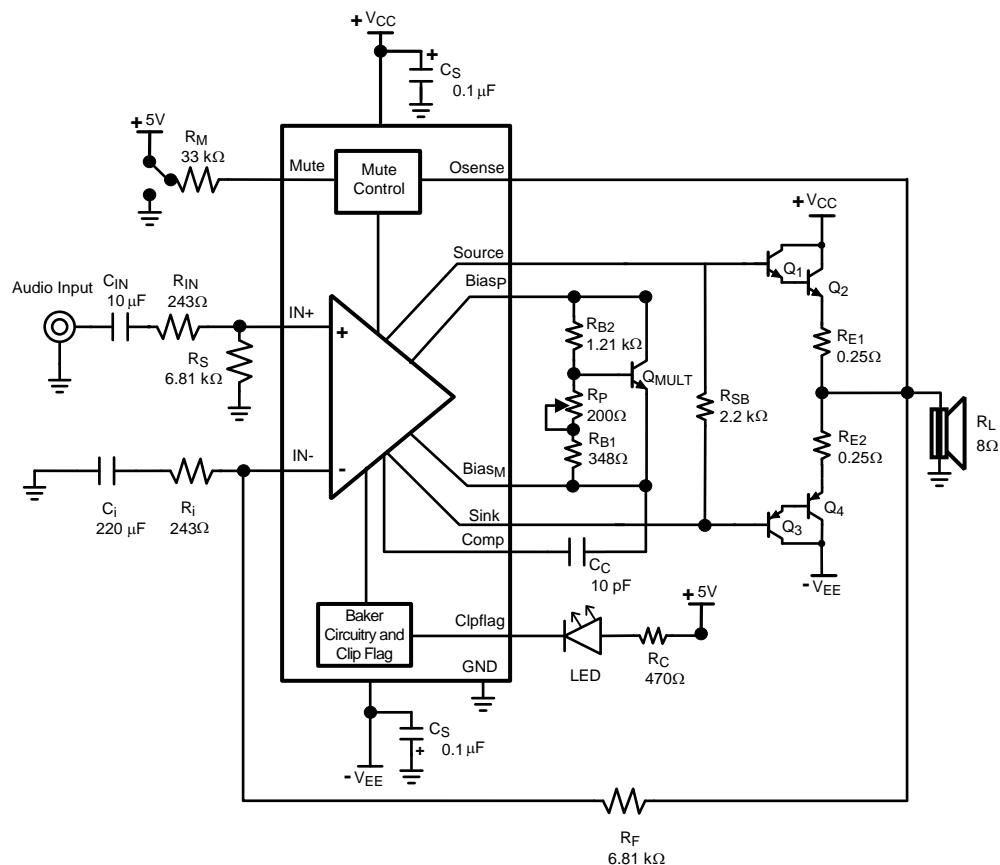 + VCC
+
CS
0.1 μF
+ 5V
RM
33 kΩ
Mute
Mute
Control
Osense
+ VCC
Source
Q1
Q2
BiasP
Audio Input
CIN
10 μF
RIN
243Ω
IN+
+
RS
6.81 kΩ
RB2
1.21 kΩ
QMULT
RE1
0.25Ω
RP
200Ω
RSB
2.2 kΩ
RL
8Ω
RB1
348Ω
RE2
0.25Ω
IN-
-
BiasM
Ci
220 μF
Ri
243Ω
Sink
Q3
Q4
Comp
CC
10 pF
- VEE
Baker
Circuitry and
Clip Flag
Clpflag
LED
RC
470Ω
+ 5V
GND
CS
0.1 μF
+
- VEE
RF
6.81 kΩ